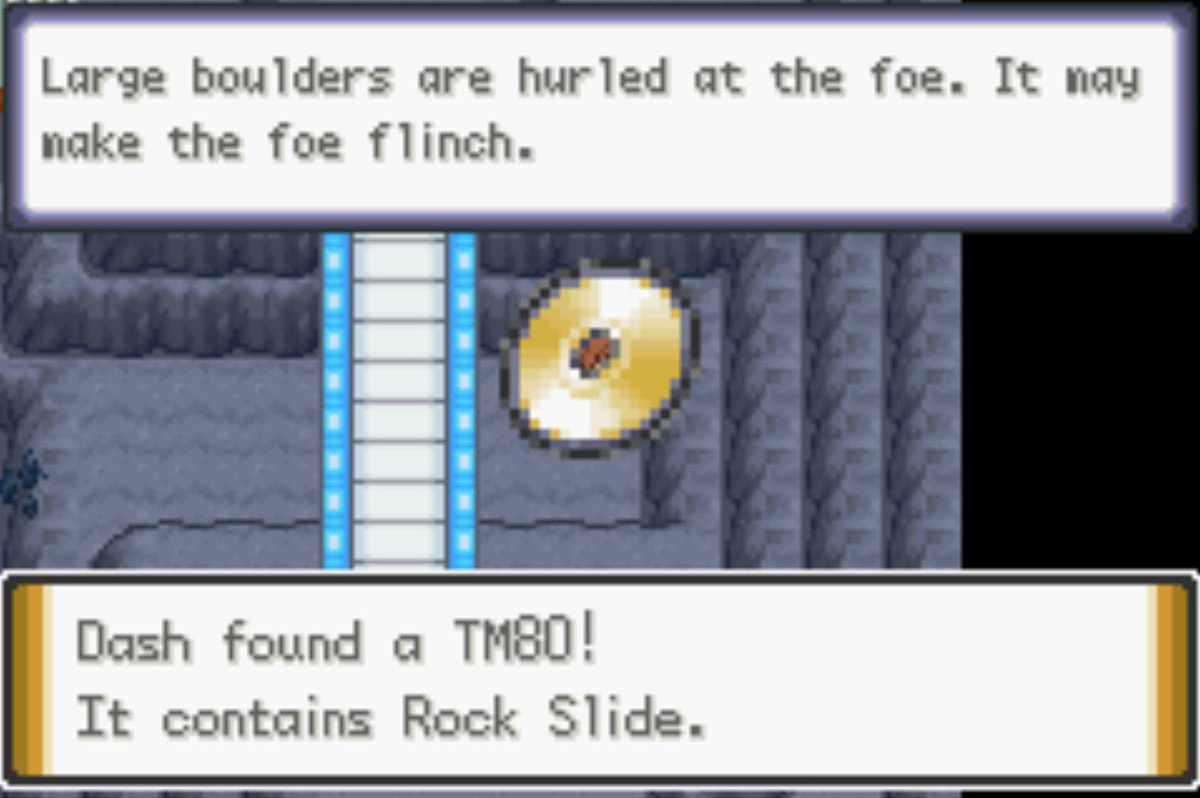 Large boulders are hurled at the foe. It may
make the foe flinch.
Dash found a TM80!
It contains Rock Slide.